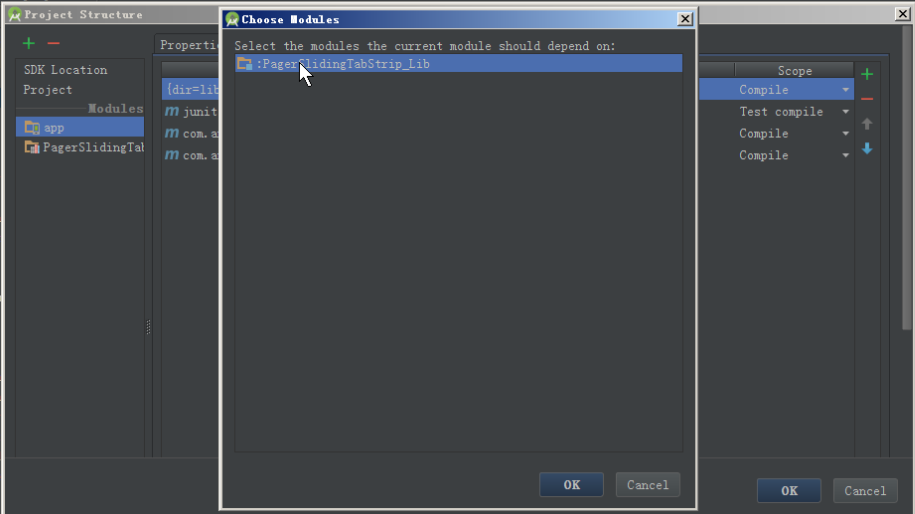 Project Structure
SDK Location
Project
Modules
app
PagerSlidingTab
Properti
Scope
{dir=lib
Compile
m junit
Test compile
m com.a
Compile
m com.a
Compile
OK
Cancel
Choose Modules
Select the modules the current module should depend on:
:PagerSlidingTabStrip_Lib
OK
Cancel